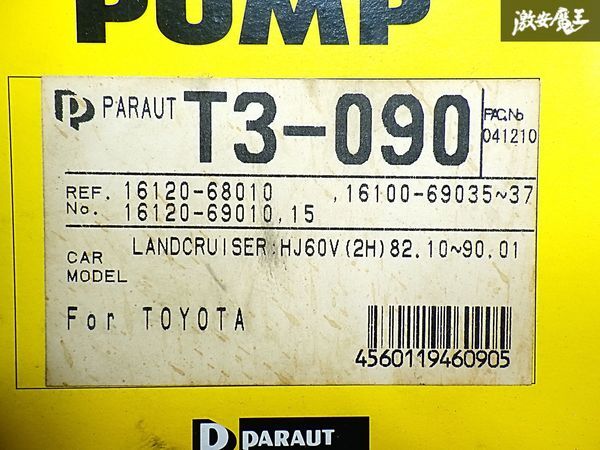 PUMP
激安魔王
PARAUT T3-090 PAC.No
041210
REF. 16120-68010 ,16100-69035~37
No. 16120-69010,15
CAR MODEL LANDCRUISER:HJ60V(2H)82.10~90.01
For TOYOTA
4560119460905
PARAUT